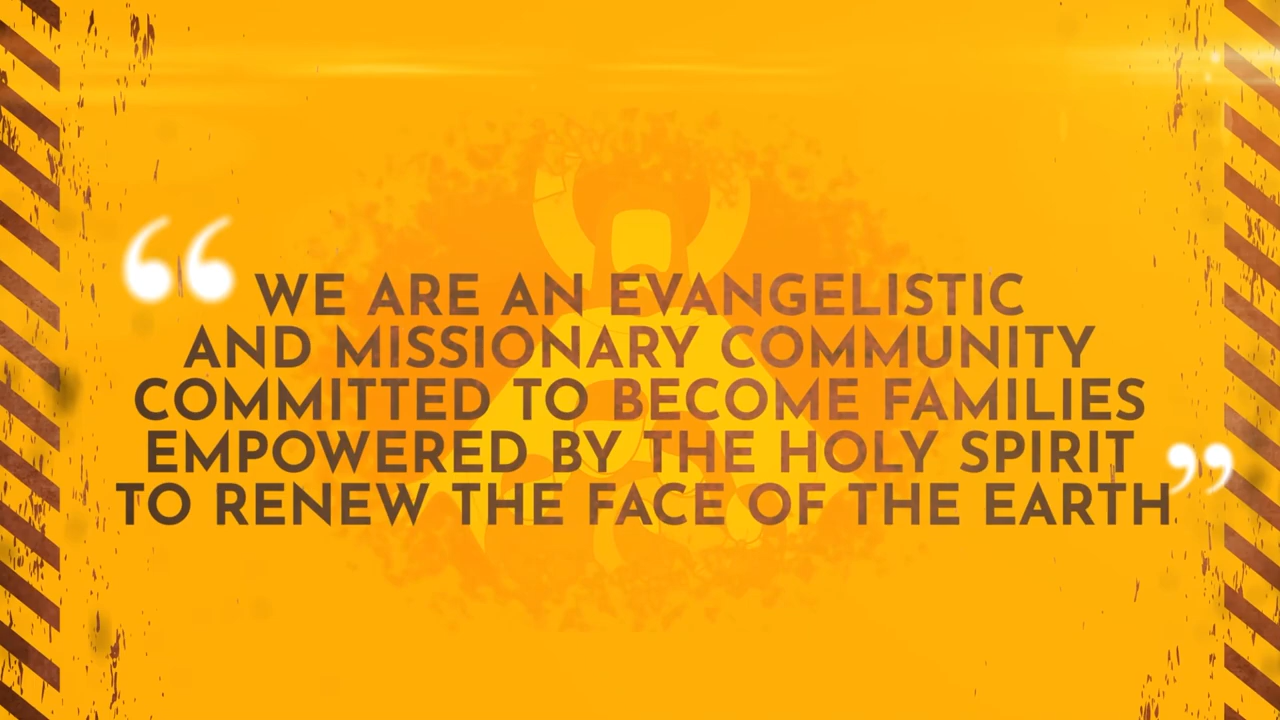 “ WE ARE AN EVANGELISTIC
AND MISSIONARY COMMUNITY
COMMITTED TO BECOME FAMILIES
EMPOWERED BY THE HOLY SPIRIT
TO RENEW THE FACE OF THE EARTH ”